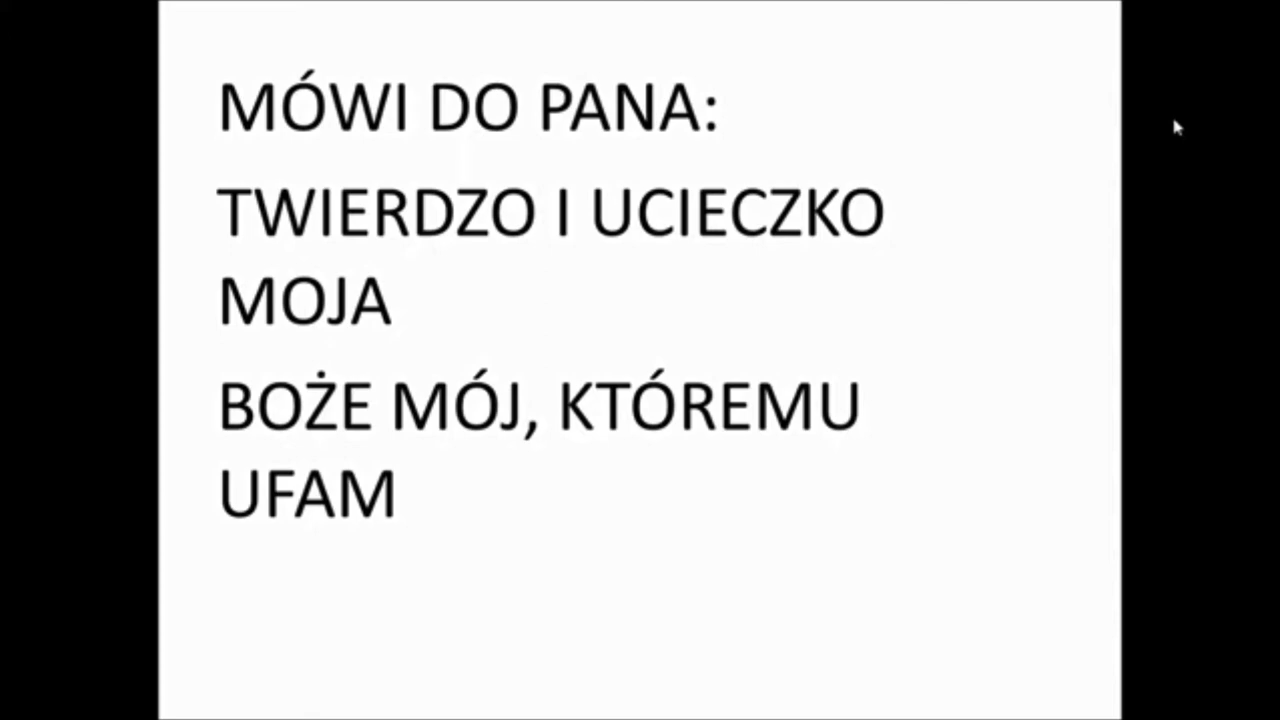 MÓWI DO PANA:
TWIERDZO I UCIECZKO
MOJA
BOŻE MÓJ, KTÓREMU
UFAM